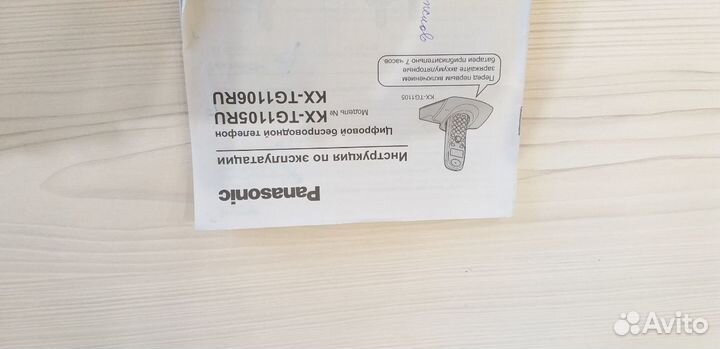 Panasonic
Инструкция по эксплуатации
Цифровой беспроводной телефон
Модель № KX-TG1105RU
KX-TG1106RU
KX-TG1105
Перед первым включением
заряжайте аккумуляторные
батареи приблизительно 7 часов
Avito